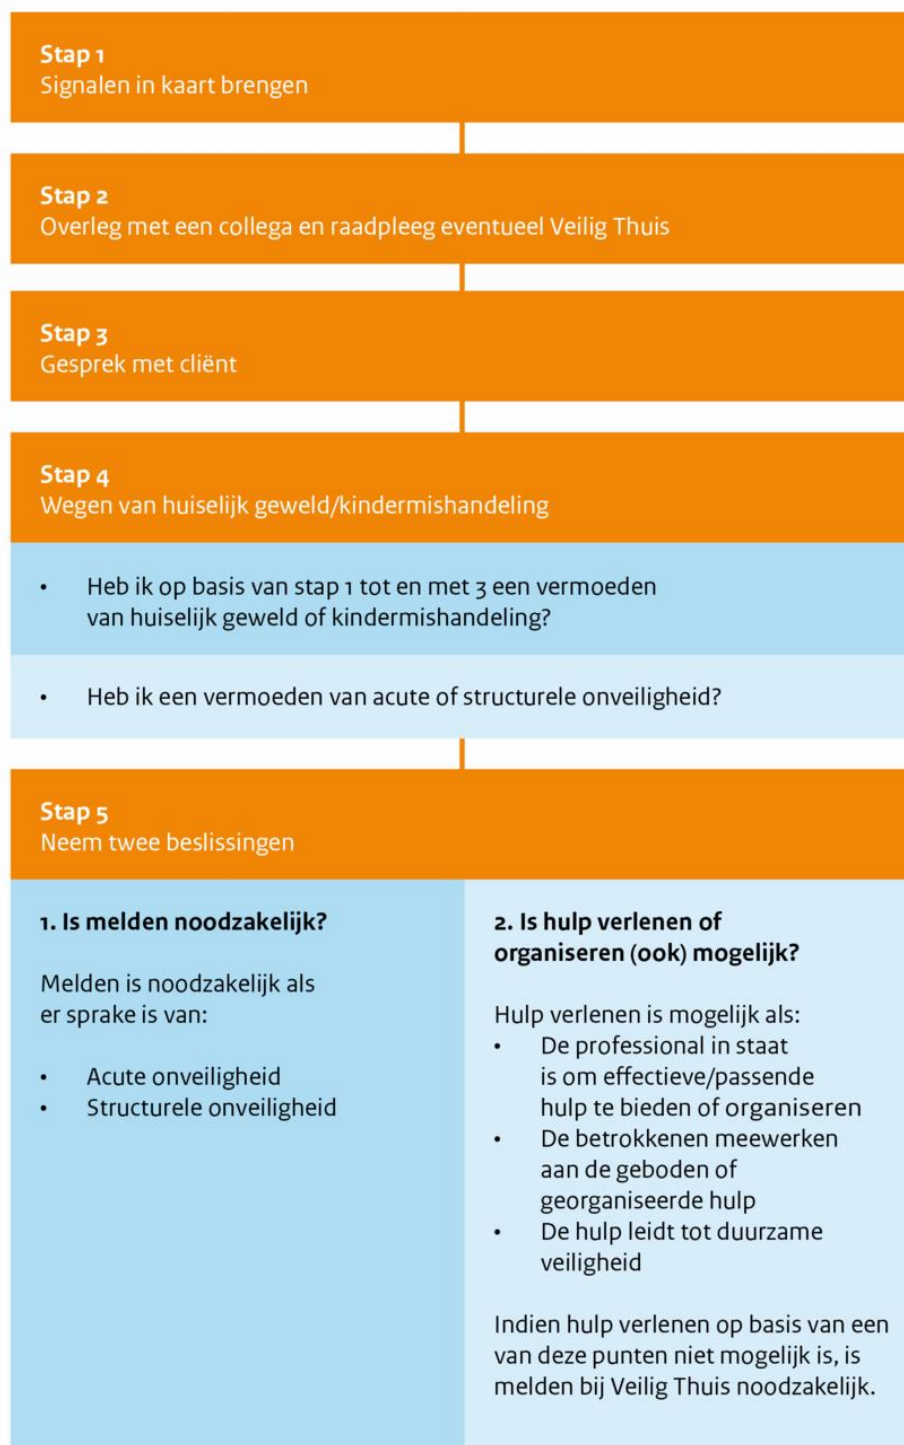 Stap 1
Signalen in kaart brengen
Stap 2
Overleg met een collega en raadpleeg eventueel Veilig Thuis
Stap 3
Gesprek met cliënt
Stap 4
Wegen van huiselijk geweld/kindermishandeling
• Heb ik op basis van stap 1 tot en met 3 een vermoeden
van huiselijk geweld of kindermishandeling?
• Heb ik een vermoeden van acute of structurele onveiligheid?
Stap 5
Neem twee beslissingen
1. Is melden noodzakelijk?
Melden is noodzakelijk als
er sprake is van:
• Acute onveiligheid
• Structurele onveiligheid
2. Is hulp verlenen of
organiseren (ook) mogelijk?
Hulp verlenen is mogelijk als:
• De professional in staat
is om effectieve/passende
hulp te bieden of organiseren
• De betrokkenen meewerken
aan de geboden of
georganiseerde hulp
• De hulp leidt tot duurzame
veiligheid
Indien hulp verlenen op basis van een
van deze punten niet mogelijk is, is
melden bij Veilig Thuis noodzakelijk.